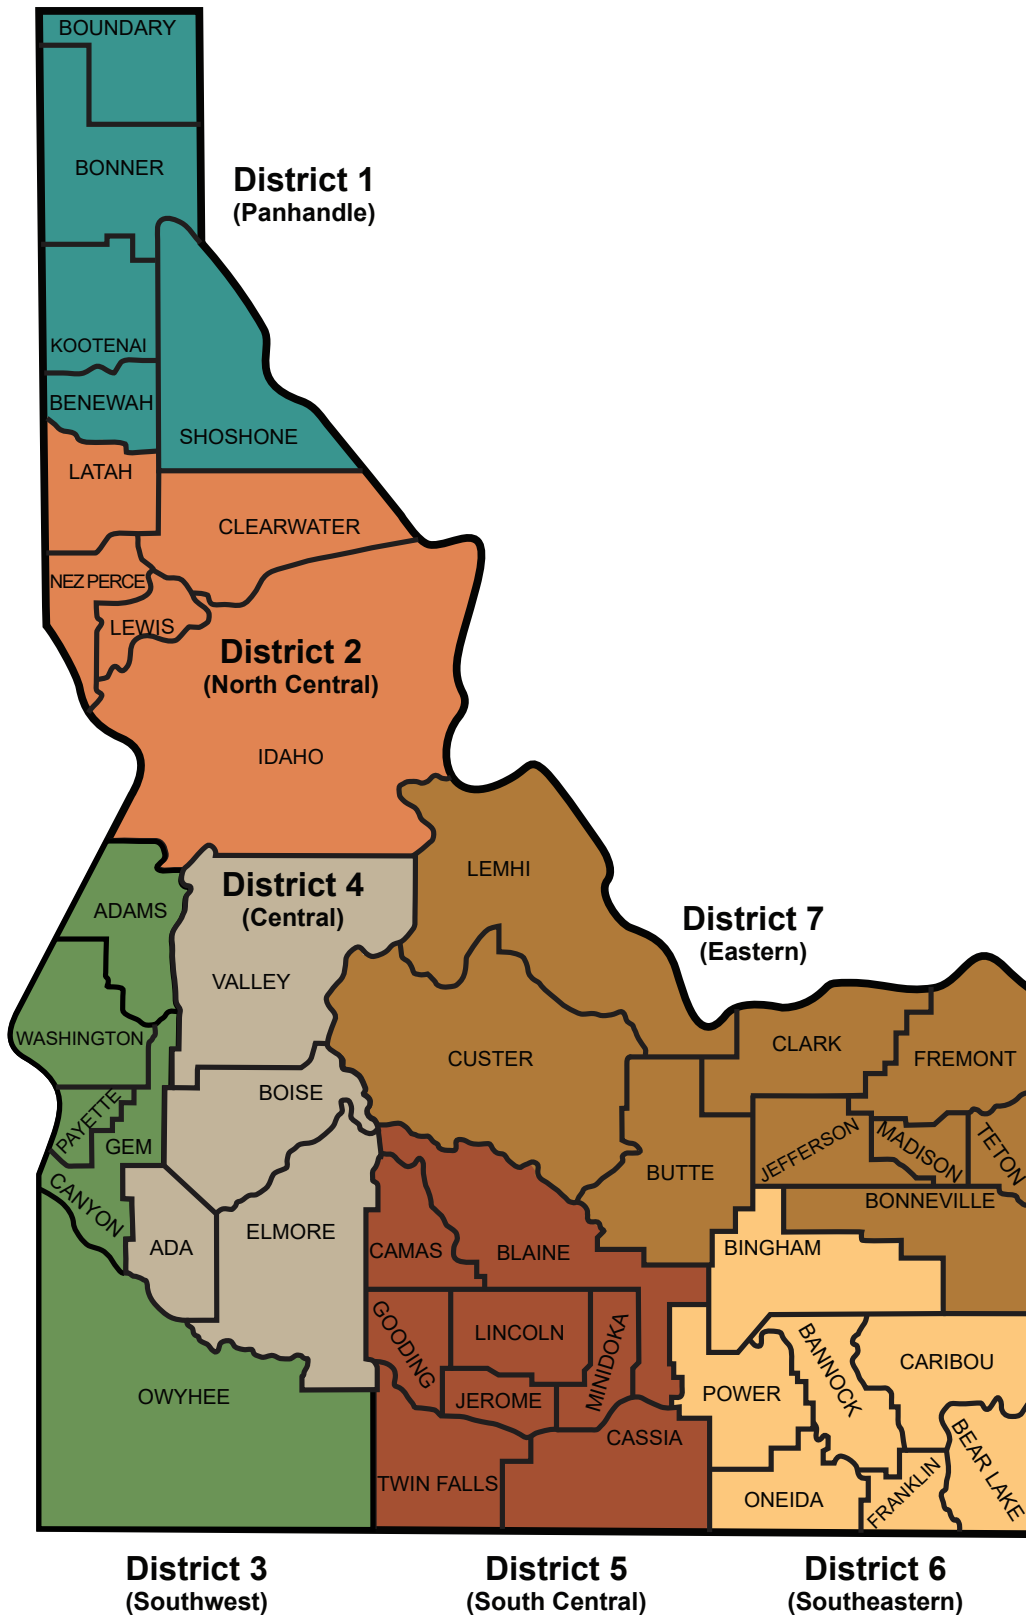 BOUNDARY
BONNER
District 1
(Panhandle)
KOOTENAI
BENEWAH
SHOSHONE
LATAH
CLEARWATER
NEZ PERCE
LEWIS
District 2
(North Central)
IDAHO
LEMHI
District 4
(Central)
ADAMS
District 7
(Eastern)
VALLEY
WASHINGTON
CUSTER
CLARK
FREMONT
BOISE
PAYETTE
GEM
JEFFERSON
MADISON
TETON
BUTTE
CANYON
BONNEVILLE
ADA
ELMORE
CAMAS
BLAINE
BINGHAM
GOODING
LINCOLN
MINIDOKA
BANNOCK
CARIBOU
OWYHEE
JEROME
POWER
CASSIA
TWIN FALLS
ONEIDA
FRANKLIN
BEAR LAKE
District 3
(Southwest)
District 5
(South Central)
District 6
(Southeastern)